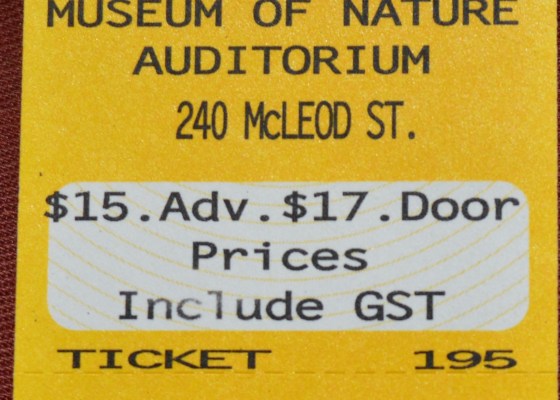 MUSEUM OF NATURE
AUDITORIUM
240 McLEOD ST.
$15.Adv.$17.Door
Prices
Include GST
TICKET 195